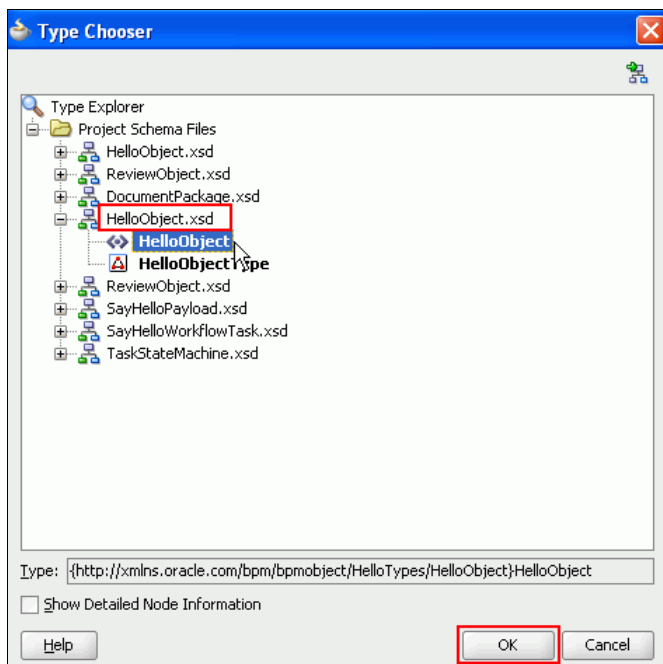 Type Chooser
Type Explorer
Project Schema Files
HelloObject.xsd
ReviewObject.xsd
DocumentPackage.xsd
HelloObject.xsd
HelloObject
HelloObjectType
ReviewObject.xsd
SayHelloPayload.xsd
SayHelloWorkflowTask.xsd
TaskStateMachine.xsd
Type: {http://xmlns.oracle.com/bpm/bpmobject/HelloTypes/HelloObject}HelloObject
Show Detailed Node Information
Help OK Cancel